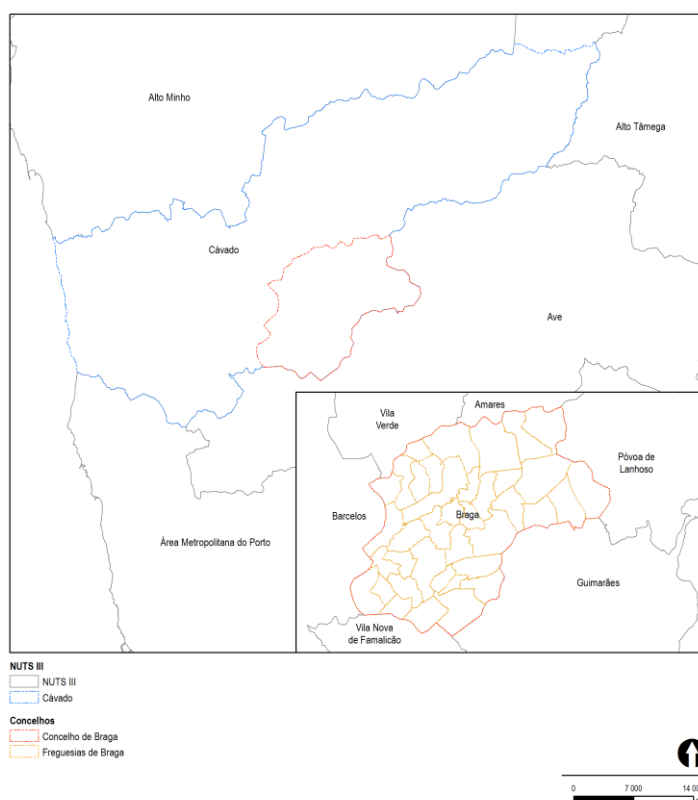 Alto Minho
Alto Tâmega
Cávado
Ave
Amares
Vila
Verde
Póvoa de
Lanhoso
Barcelos
Braga
Área Metropolitana do Porto
Guimarães
Vila Nova
de Famalicão
NUTS III
NUTS III
Cávado
Concelhos
Concelho de Braga
Freguesias de Braga
0 7 000